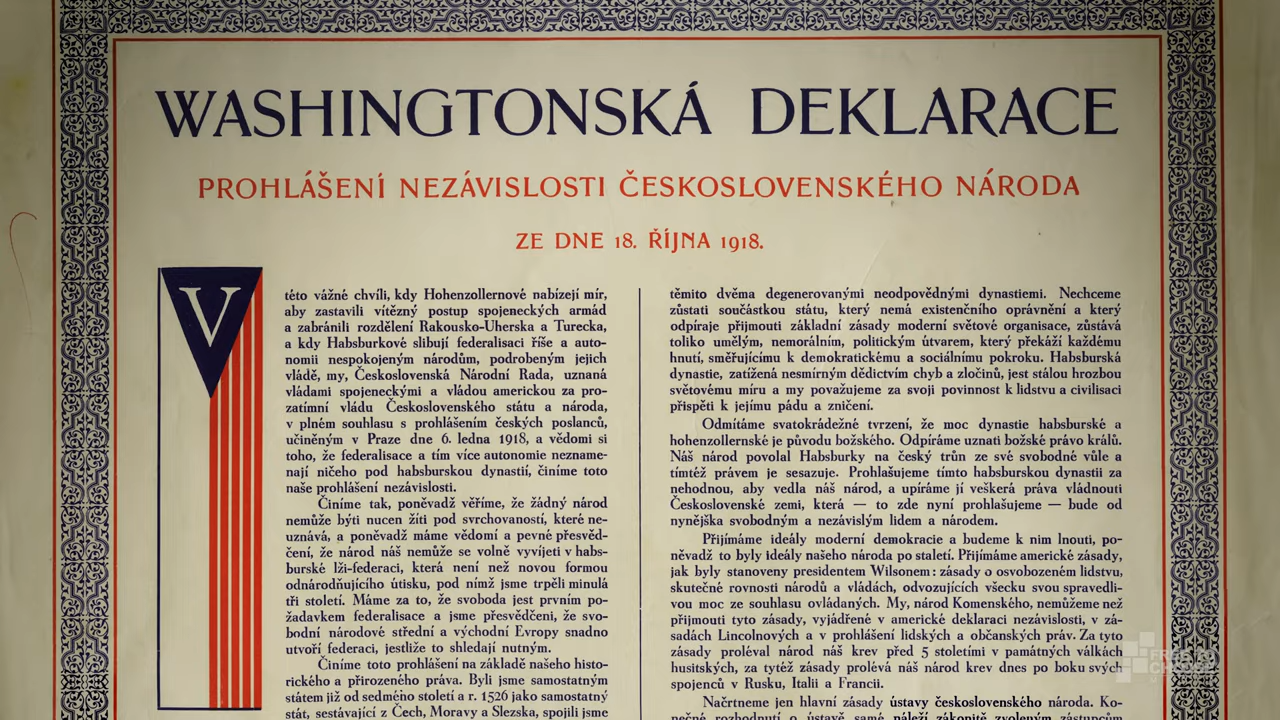 WASHINGTONSKÁ DEKLARACE
PROHLÁŠENÍ NEZÁVISLOSTI ČESKOSLOVENSKÉHO NÁRODA
ZE DNE 18. ŘÍJNA 1918.
V
této vážné chvíli, kdy Hohenzollernové nabízejí mír,
aby zastavili vítězný postup spojeneckých armád
a zabránili rozdělení Rakousko-Uherska a Turecka,
a kdy Habsburkové slibují federalisaci říše a auto-
nomii nespokojeným národům, podrobeným jejich
vládě, my, Československá Národní Rada, uznaná
vládami spojeneckými a vládou americkou za pro-
zatímní vládu Československého státu a národa,
v plném souhlasu s prohlášením českých poslanců,
učiněným v Praze dne 6. ledna 1918, a vědomi si
toho, že federalisace a tím více autonomie nezname-
nají ničeho pod habsburskou dynastií, činíme toto
naše prohlášení nezávislosti.
Činíme tak, poněvadž věříme, že žádný národ
nemůže býti nucen žíti pod svrchovaností, které ne-
uznává, a poněvadž máme vědomí a pevné přesvěd-
čení, že národ náš nemůže se volně vyvíjeti v habs-
burské lži-federaci, která není než novou formou
odnárodňujícího útisku, pod nímž jsme trpěli minulá
tři století. Máme za to, že svoboda jest prvním po-
žadavkem federalisace a jsme přesvědčeni, že svo-
bodní národové střední a východní Evropy snadno
utvoří federaci, jestliže to shledají nutným.
Činíme toto prohlášení na základě našeho histo-
rického a přirozeného práva. Byli jsme samostatným
státem již od sedmého století a r. 1526 jako samostatný
stát, sestávající z Čech, Moravy a Slezska, spojili jsme
těmito dvěma degenerovanými neodpovědnými dynastiemi. Nechceme
zůstati součástkou státu, který nemá existenčního oprávnění a který
odpíraje přijmouti základní zásady moderní světové organisace, zůstává
toliko umělým, nemorálním, politickým útvarem, který překáží každému
hnutí, směřujícímu k demokratickému a sociálnímu pokroku. Habsburská
dynastie, zatížená nesmírným dědictvím chyb a zločinů, jest stálou hrozbou
světovému míru a my považujeme za svoji povinnost k lidstvu a civilisaci
přispěti k jejímu pádu a zničení.
Odmítáme svatokrádežné tvrzení, že moc dynastie habsburské a
hohenzollernské je původu božského. Odpíráme uznati božské právo králů.
Náš národ povolal Habsburky na český trůn ze své svobodné vůle a
tímtéž právem je sesazuje. Prohlašujeme tímto habsburskou dynastii za
nehodnou, aby vedla náš národ, a upíráme jí veškerá práva vládnouti
Československé zemi, která — to zde nyní prohlašujeme — bude od
nynějška svobodným a nezávislým lidem a národem.
Přijímáme ideály moderní demokracie a budeme k nim lnouti, po-
něvadž to byly ideály našeho národa po staletí. Přijímáme americké zásady,
jak byly stanoveny presidentem Wilsonem: zásady o osvobozeném lidstvu,
skutečné rovnosti národů a vládách, odvozujících všecku svou spravedli-
vou moc ze souhlasu ovládaných. My, národ Komenského, nemůžeme než
přijmouti tyto zásady, vyjádřené v americké deklaraci nezávislosti, v zá-
sadách Lincolnových a v prohlášení lidských a občanských práv. Za tyto
zásady proléval národ náš krev před 5 stoletími v památných válkách
husitských, za tytéž zásady prolévá náš národ krev dnes po boku svých
spojenců v Rusku, Italii a Francii.
Načrtneme jen hlavní zásady ústavy československého národa. Ko-
nečné rozhodnutí o ústavě samé náleží zákonitě zvoleným zástupcům
FREE TO
CHOOSE